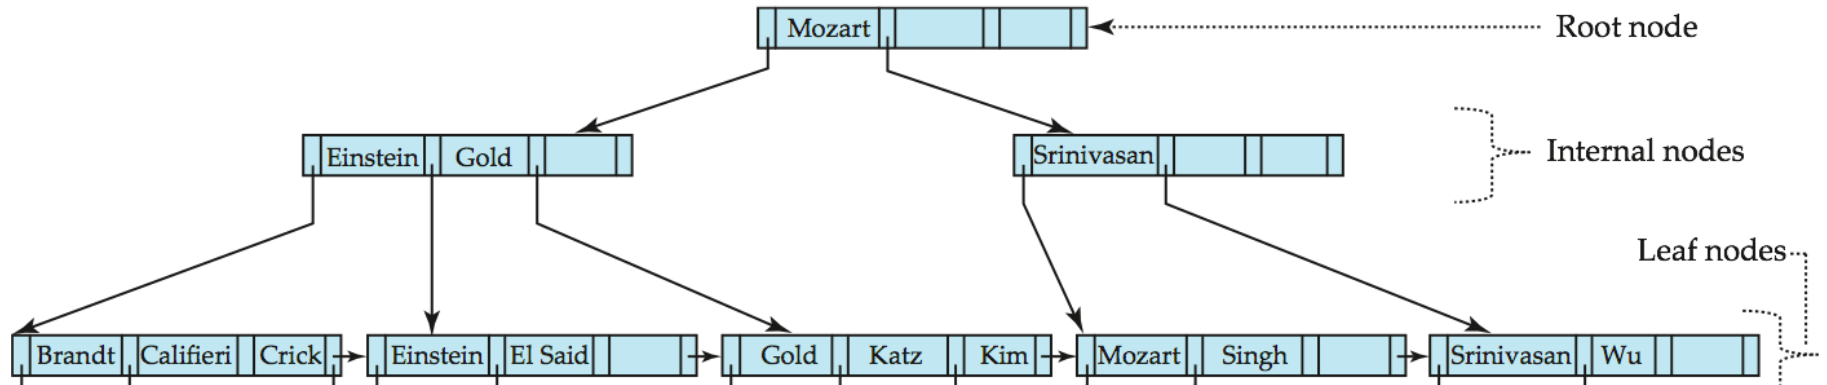 Mozart
Root node
Einstein Gold
Srinivasan
Internal nodes
Leaf nodes
Brandt Califieri Crick
Einstein El Said
Gold Katz Kim
Mozart Singh
Srinivasan Wu